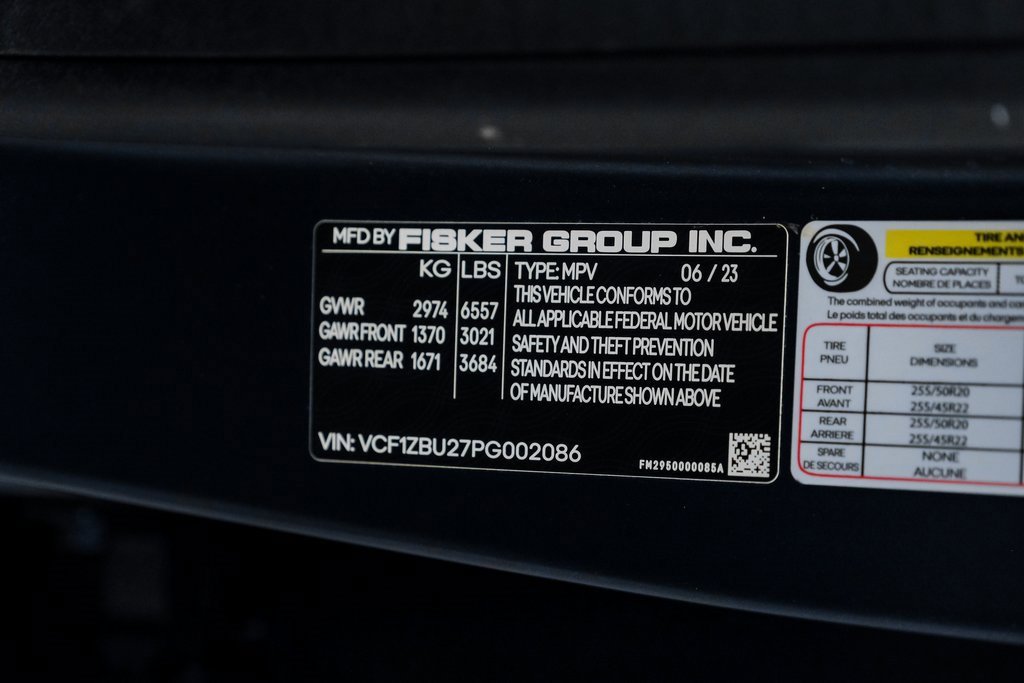 MFD BY FISKER GROUP INC.
KG LBS TYPE: MPV 06 / 23
GVWR 2974 6557 THIS VEHICLE CONFORMS TO
GAWR FRONT 1370 3021 ALL APPLICABLE FEDERAL MOTOR VEHICLE
GAWR REAR 1671 3684 SAFETY AND THEFT PREVENTION
STANDARDS IN EFFECT ON THE DATE
OF MANUFACTURE SHOWN ABOVE
VIN: VCF1ZBU27PG002086
FM2950000085A
TIRE AN
RENSEIGNEMENT
SEATING CAPACITY
NOMBRE DE PLACES
The combined weight of occupants and
Le poids total des occupants et du
TIRE SIZE
PNEU DIMENSIONS
FRONT 255/50R20
AVANT 255/45R22
REAR 255/50R20
ARRIERE 255/45R22
SPARE NONE
DE SECOURS AUCUNE